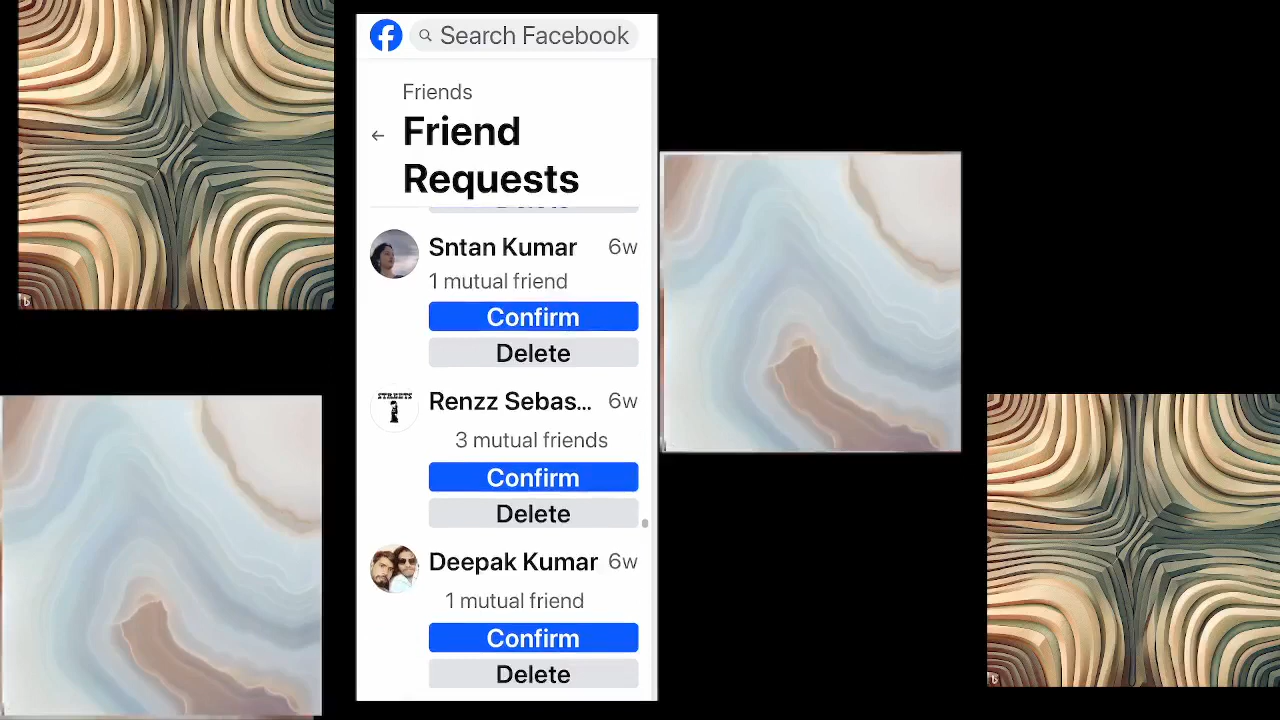 Search Facebook
Friends
Friend
Requests
Sntan Kumar 6w
1 mutual friend
Confirm
Delete
STREETS
Renzz Sebas... 6w
3 mutual friends
Confirm
Delete
Deepak Kumar 6w
1 mutual friend
Confirm
Delete